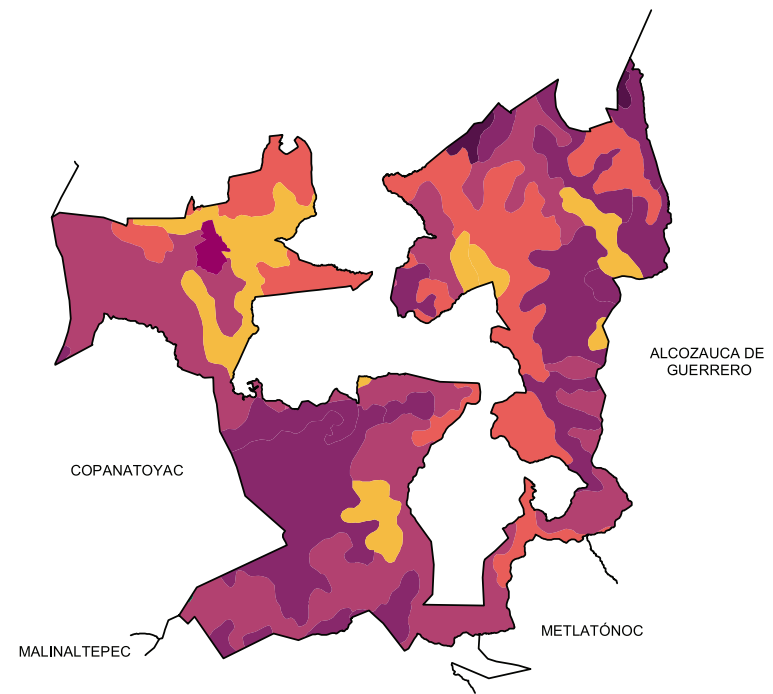 ALCOZAUCA DE
GUERRERO
COPANATOYAC
METLATÓNOC
MALINALTEPEC